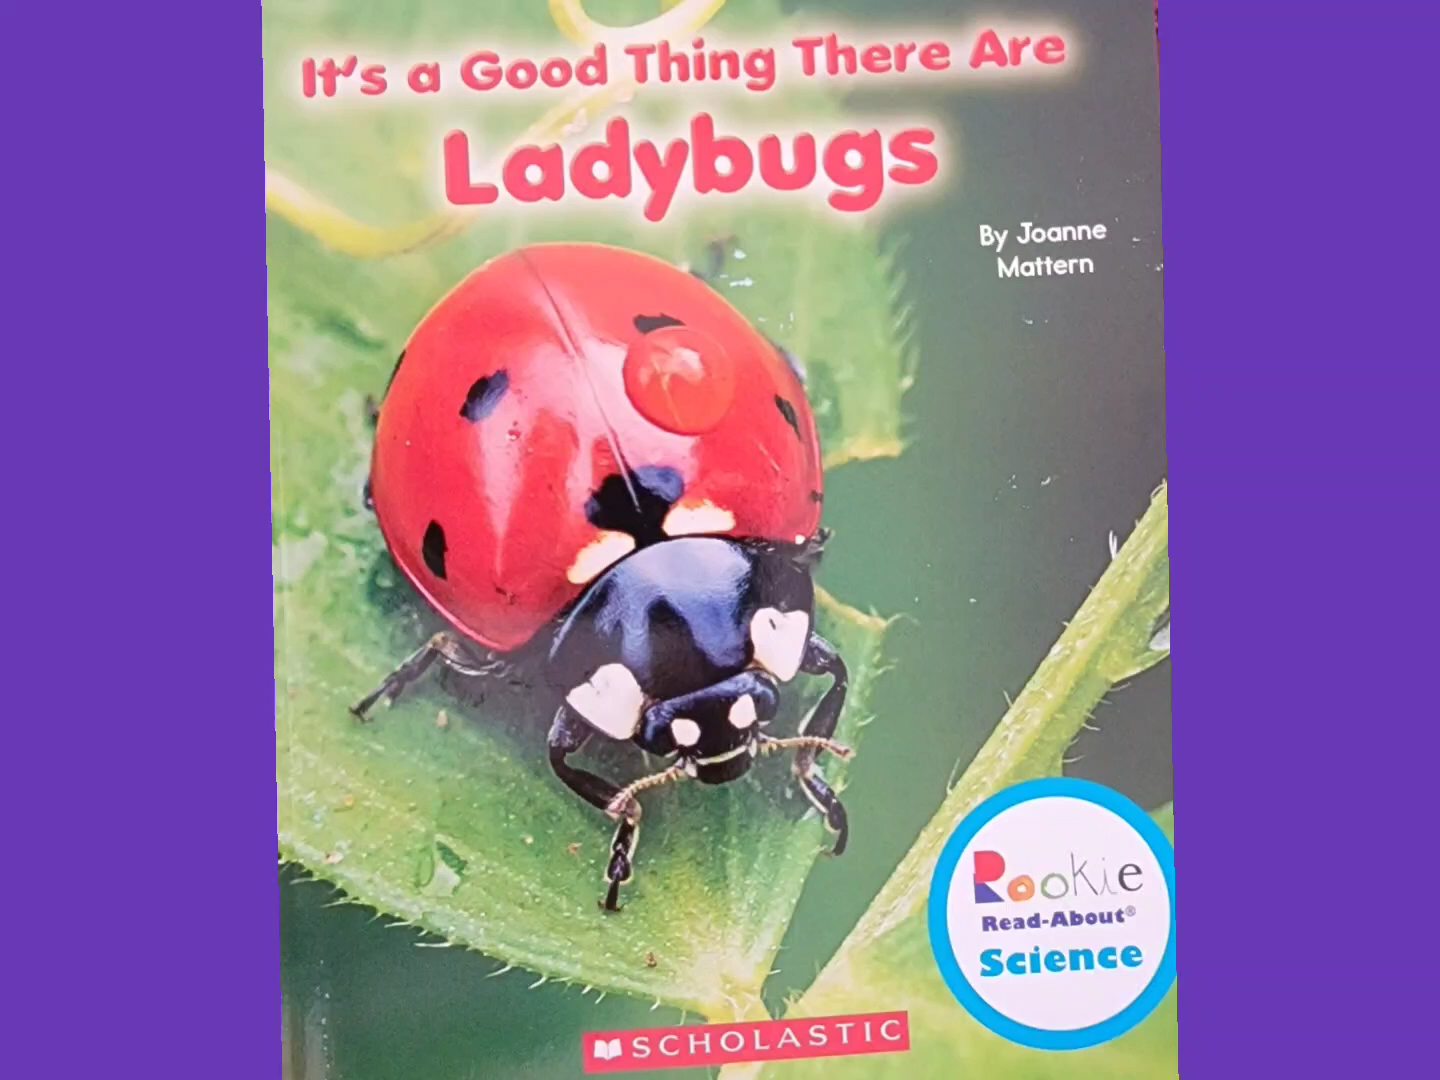 It's a Good Thing There Are
Ladybugs
By Joanne
Mattern
Rookie
Read-About®
Science
SCHOLASTIC